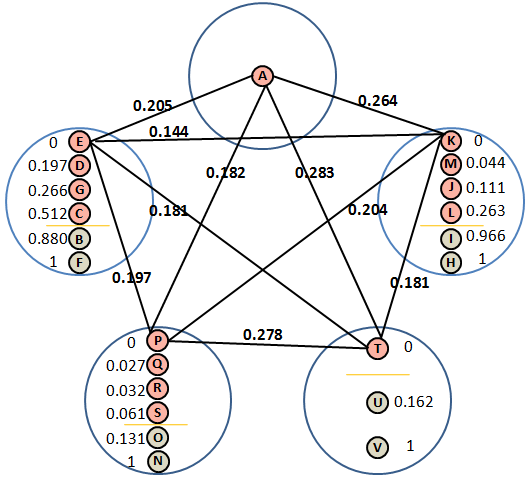 A
0.205
0.264
0.144
0 E
K 0
0.197 D
M 0.044
0.182
0.283
0.266 G
J 0.111
0.512 C
0.181
0.204
L 0.263
0.880 B
I 0.966
1 F
H 1
0.197
0.181
0 P
0.278
T 0
0.027 Q
0.032 R
0.061 S
U 0.162
0.131 O
V 1
1 N